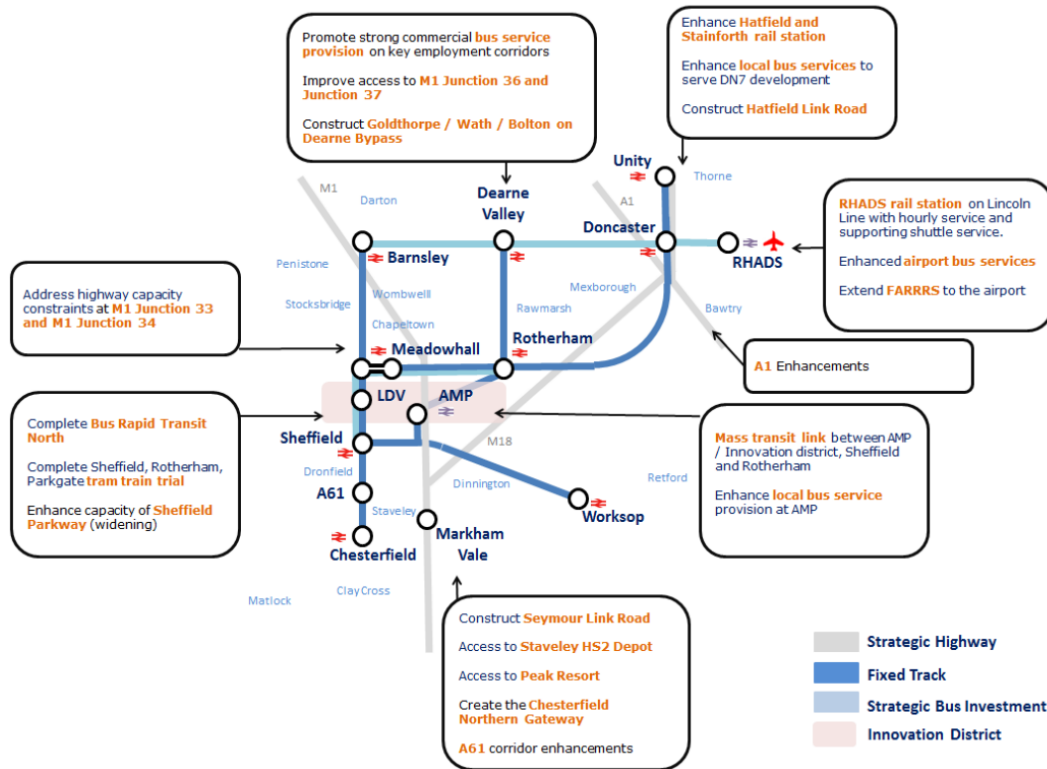 Promote strong commercial bus service
provision on key employment corridors
Improve access to M1 Junction 36 and
Junction 37
Construct Goldthorpe / Wath / Bolton on
Dearne Bypass
Enhance Hatfield and
Stainforth rail station
Enhance local bus services to
serve DN7 development
Construct Hatfield Link Road
Unity
Thorne
M1
A1
Darton
Dearne
Valley
Doncaster
RHADS
RHADS rail station on Lincoln
Line with hourly service and
supporting shuttle service.
Enhanced airport bus services
Extend FARRRS to the airport
Barnsley
Penistone
Stocksbridge
Wombwelll
Chapeltown
Mexborough
Rawmarsh
Bawtry
Address highway capacity
constraints at M1 Junction 33
and M1 Junction 34
Meadowhall
Rotherham
A1 Enhancements
LDV
AMP
Complete Bus Rapid Transit
North
Complete Sheffield, Rotherham,
Parkgate tram train trial
Enhance capacity of Sheffield
Parkway (widening)
Sheffield
M18
Mass transit link between AMP
/ Innovation district, Sheffield
and Rotherham
Enhance local bus service
provision at AMP
Dronfield
Dinnington
Retford
A61
Staveley
Worksop
Markham
Vale
Chesterfield
Clay Cross
Matlock
Construct Seymour Link Road
Access to Staveley HS2 Depot
Access to Peak Resort
Create the Chesterfield
Northern Gateway
A61 corridor enhancements
Strategic Highway
Fixed Track
Strategic Bus Investment
Innovation District